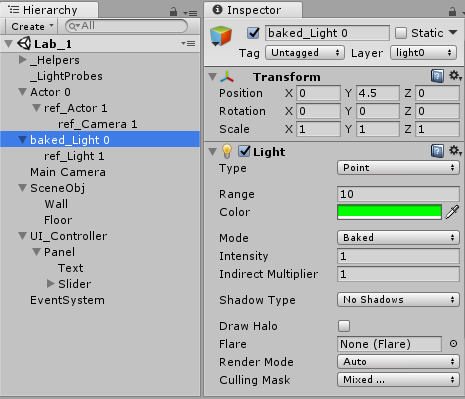 Hierarchy
Create
All
Lab_1
_Helpers
_LightProbes
Actor 0
ref_Actor 1
ref_Camera 1
baked_Light 0
ref_Light 1
Main Camera
SceneObj
Wall
Floor
UI_Controller
Panel
Text
Slider
EventSystem
Inspector
baked_Light 0 Static
Tag Untagged Layer light0
Transform
Position X 0 Y 4.5 Z 0
Rotation X 0 Y 0 Z 0
Scale X 1 Y 1 Z 1
Light
Type Point
Range 10
Color
Mode Baked
Intensity 1
Indirect Multiplier 1
Shadow Type No Shadows
Draw Halo
Flare None (Flare)
Render Mode Auto
Culling Mask Mixed ...